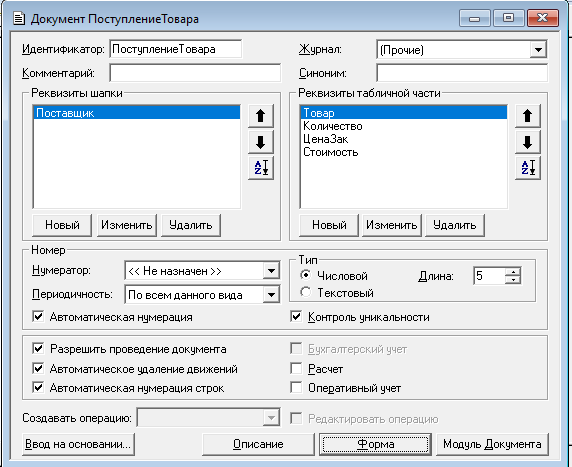 Документ ПоступлениеТовара
Идентификатор: ПоступлениеТовара Журнал: (Прочие)
Комментарий: Синоним:
Реквизиты шапки Реквизиты табличной части
Поставщик Товар
Количество
ЦенаЗак
Стоимость
A Z A Z
Новый Изменить Удалить Новый Изменить Удалить
Номер
Тип
Нумератор: << Не назначен >> Числовой Длина: 5
Периодичность: По всем данного вида Текстовый
Автоматическая нумерация Контроль уникальности
Разрешить проведение документа Бухгалтерский учет
Автоматическое удаление движений Расчет
Автоматическая нумерация строк Оперативный учет
Создавать операцию: Редактировать операцию
Ввод на основании... Описание Форма Модуль Документа